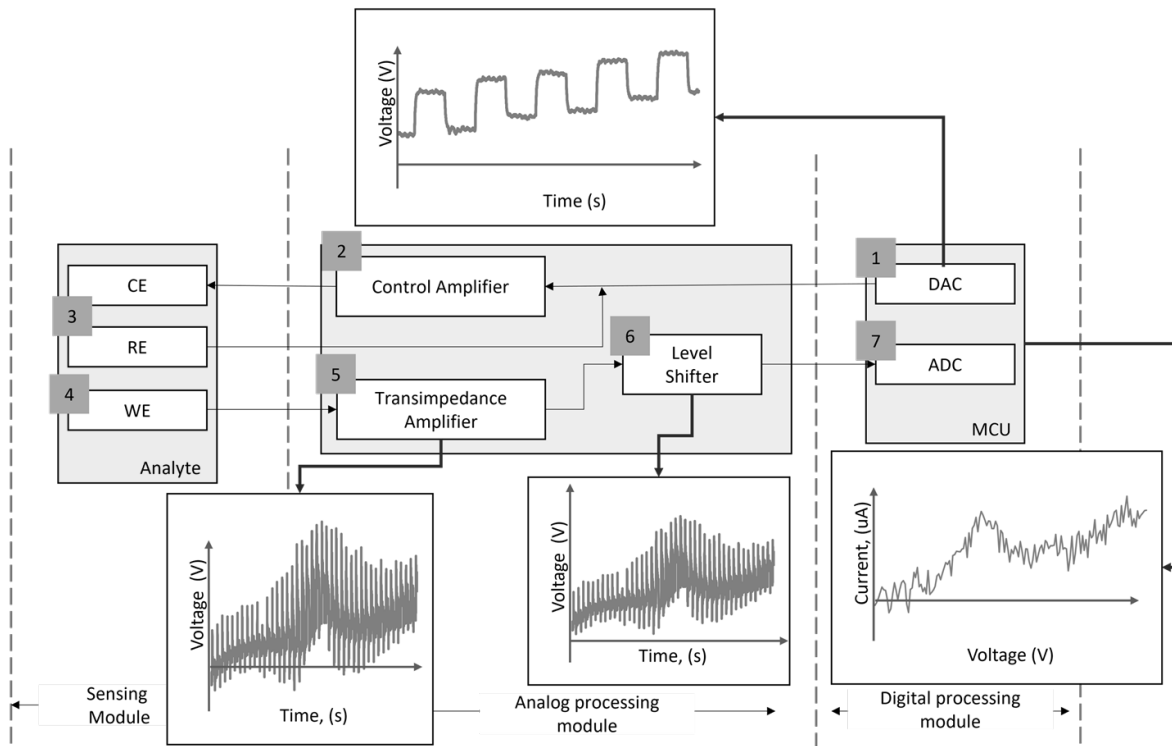 Voltage (V)
Time (s)
2
1
CE
Control Amplifier
DAC
3
6
7
RE
Level
Shifter
ADC
4
5
WE
Transimpedance
Amplifier
MCU
Analyte
Voltage (V)
Time, (s)
Voltage (V)
Time, (s)
Current, (uA)
Voltage (V)
Sensing
Module
Analog processing
module
Digital processing
module